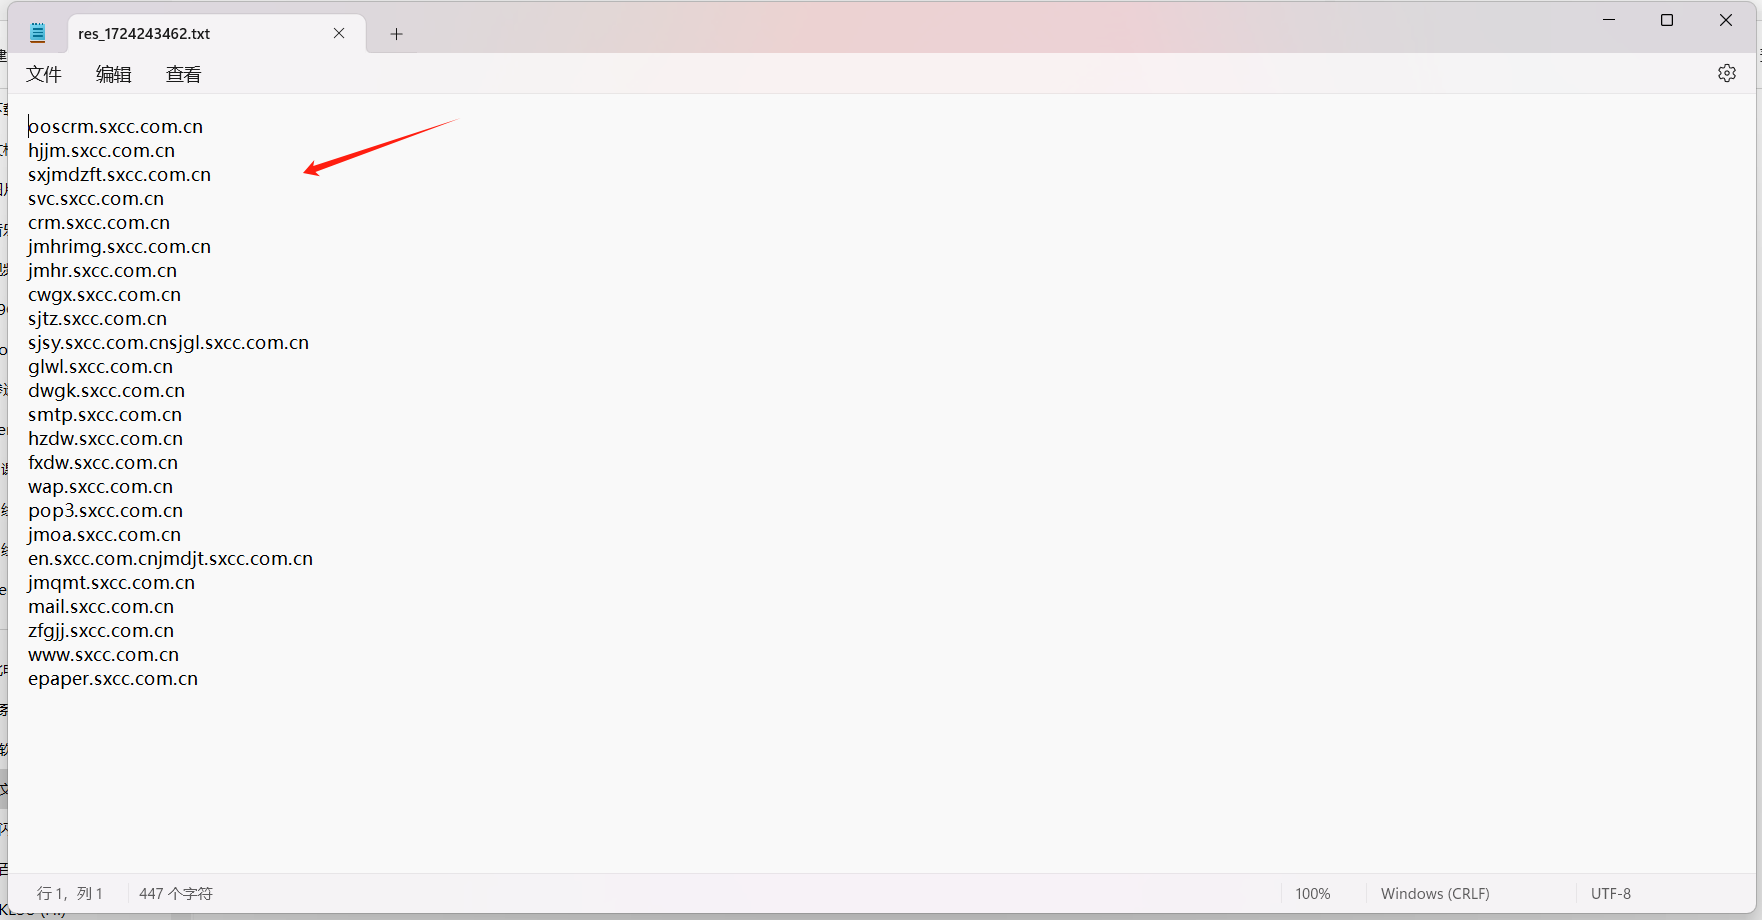 res_1724243462.txt
文件 编辑 查看
ooscrm.sxcc.com.cn
hjjm.sxcc.com.cn
sxjmdzft.sxcc.com.cn
svc.sxcc.com.cn
crm.sxcc.com.cn
jmhrimg.sxcc.com.cn
jmhr.sxcc.com.cn
cwgx.sxcc.com.cn
sjtz.sxcc.com.cn
sjsy.sxcc.com.cnsjgl.sxcc.com.cn
glwl.sxcc.com.cn
dwgk.sxcc.com.cn
smtp.sxcc.com.cn
hzdw.sxcc.com.cn
fxdw.sxcc.com.cn
wap.sxcc.com.cn
pop3.sxcc.com.cn
jmoa.sxcc.com.cn
en.sxcc.com.cnjmdjt.sxcc.com.cn
jmqmt.sxcc.com.cn
mail.sxcc.com.cn
zfgjj.sxcc.com.cn
www.sxcc.com.cn
epaper.sxcc.com.cn
行 1，列 1 447 个字符 100% Windows (CRLF) UTF-8